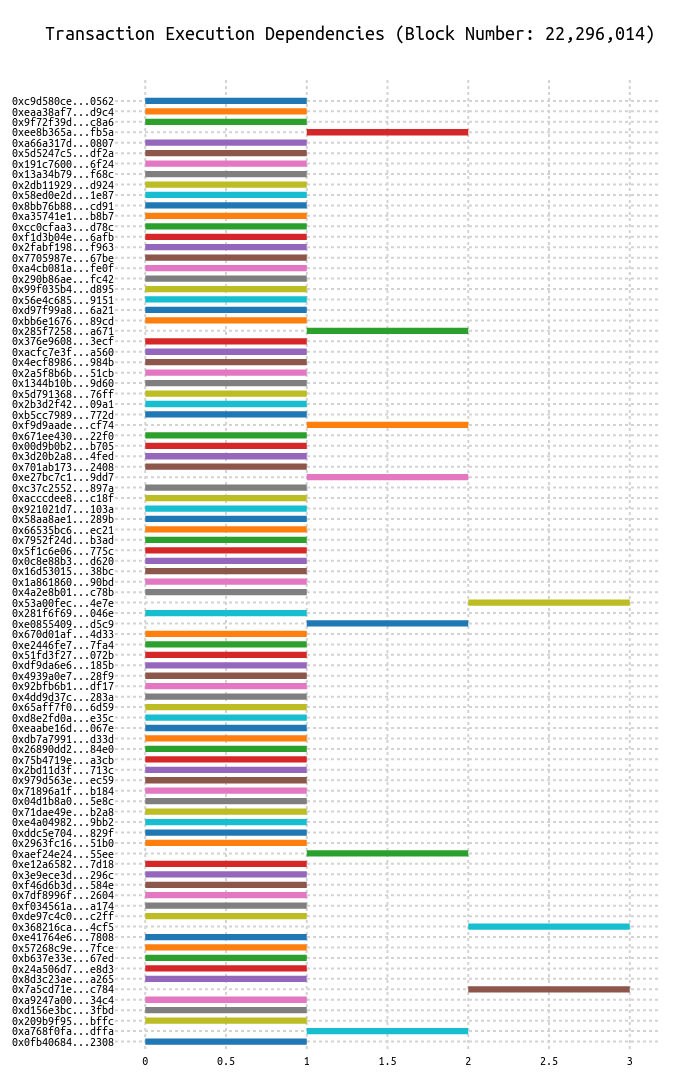 Transaction Execution Dependencies (Block Number: 22,296,014)
0xc9d580ce...0562
0xeaa38af7...d9c4
0x9f72f39d...c8a6
0xee8b365a...fb5a
0xa66a317d...0807
0x5d5247c5...df2a
0x191c7600...6f24
0x13a34b79...f68c
0x2db11929...d924
0x58ed0e2d...1e87
0x8bb76b88...cd91
0xa35741e1...b8b7
0xcc0cfaa3...d78c
0xf1d3b04e...6afb
0x2fabf198...f963
0x7705987e...67be
0xa4cb081a...fe0f
0x290b86ae...fc42
0x99f035b4...d895
0x56e4c685...9151
0xd97f99a8...6a21
0xbb6e1676...89cd
0x285f7258...a671
0x376e9608...3ecf
0xacfc7e3f...a560
0x4ecf8986...984b
0x2a5f8b6b...51cb
0x1344b10b...9d60
0x5d791368...76ff
0x2b3d2f42...09a1
0xb5cc7989...772d
0xf9d9aade...cf74
0x671ee430...22f0
0x00d9b0b2...b705
0x3d20b2a8...4fed
0x701ab173...2408
0xe27bc7c1...9dd7
0xc37c2552...897a
0xacccdee8...c18f
0x921021d7...103a
0x58aa8ae1...289b
0x66535bc6...ec21
0x7952f24d...b3ad
0x5f1c6e06...775c
0x0c8e88b3...d620
0x16d53015...38bc
0x1a861860...90bd
0x4a2e8b01...c78b
0x53a00fec...4e7e
0x281f6f69...046e
0xe0855409...d5c9
0x670d01af...4d33
0xe2446fe7...7fa4
0x51fd3f27...072b
0xdf9da6e6...185b
0x4939a0e7...28f9
0x92bfb6b1...df17
0x4dd9d37c...283a
0x65aff7f0...6d59
0xd8e2fd0a...e35c
0xeaabe16d...067e
0xdb7a7991...d33d
0x26890dd2...84e0
0x75b4719e...a3cb
0x2bd11d3f...713c
0x979d563e...ec59
0x71896a1f...b184
0x04d1b8a0...5e8c
0x71dae49e...b2a8
0xe4a04982...9bb2
0xddc5e704...829f
0x2963fc16...51b0
0xaef24e24...55ee
0xe12a6582...7d18
0x3e9ece3d...296c
0xf46d6b3d...584e
0x7df8996f...2604
0xf034561a...a174
0xde97c4c0...c2ff
0x368216ca...4cf5
0xe41764e6...7808
0x57268c9e...7fce
0xb637e33e...67ed
0x24a506d7...e8d3
0x8d3c23ae...a265
0x7a5cd71e...c784
0xa9247a00...34c4
0xd156e3bc...3fbd
0x209b9f95...bffc
0xa768f0fa...dffa
0x0fb40684...2308
0 0.5 1 1.5 2 2.5 3